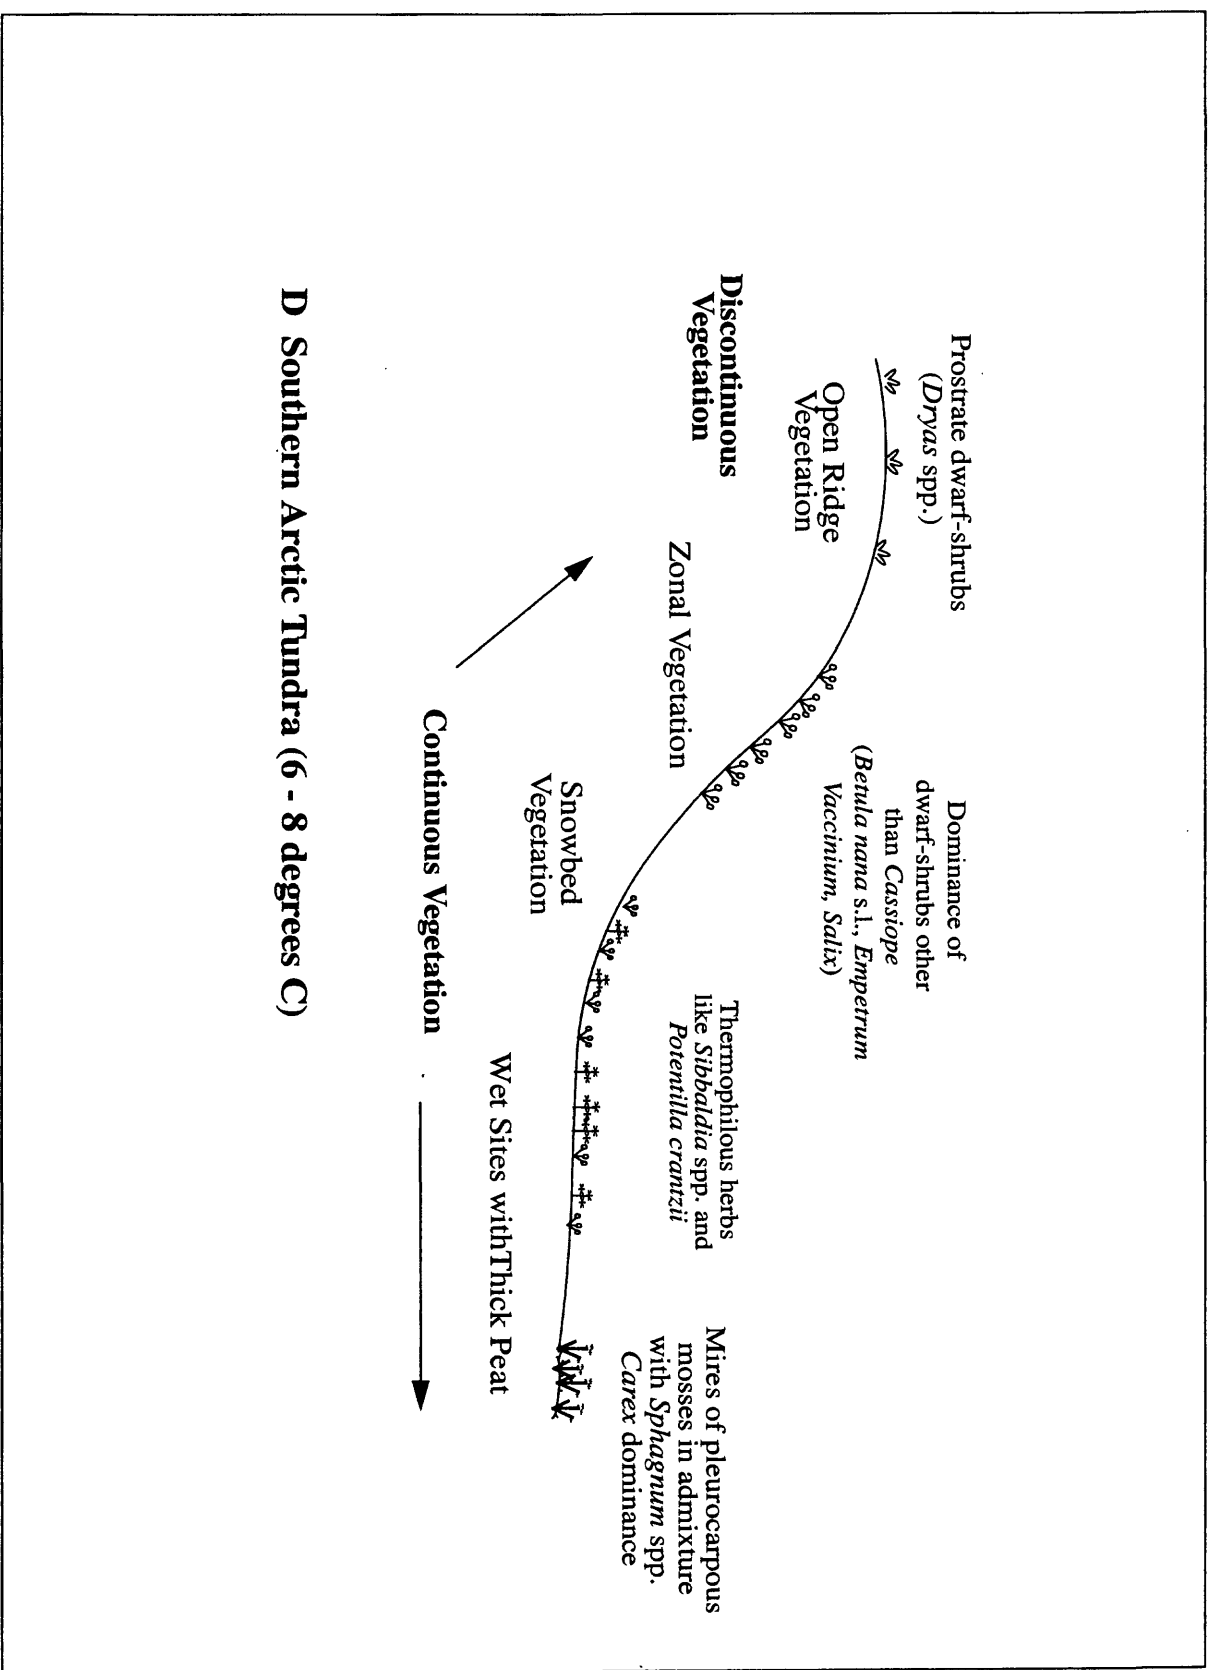 Prostrate dwarf-shrubs
(Dryas spp.)
Dominance of
dwarf-shrubs other
than Cassiope
(Betula nana s.l., Empetrum
Vaccinium, Salix)
Thermophilous herbs
like Sibbaldia spp. and
Potentilla crantzii
Mires of pleurocarpous
mosses in admixture
with Sphagnum spp.
Carex dominance
Open Ridge
Vegetation
Discontinuous
Vegetation
Zonal Vegetation
Snowbed
Vegetation
Wet Sites withThick Peat
Continuous Vegetation
D Southern Arctic Tundra (6 - 8 degrees C)